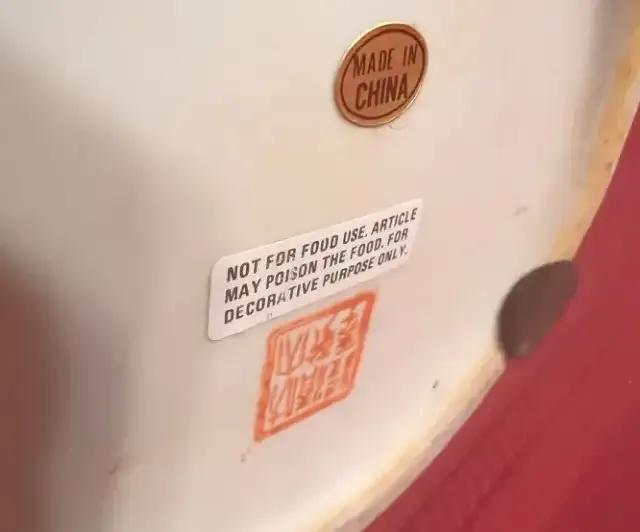 MADE IN
CHINA
NOT FOR FOOD USE. ARTICLE
MAY POISON THE FOOD. FOR
DECORATIVE PURPOSE ONLY.